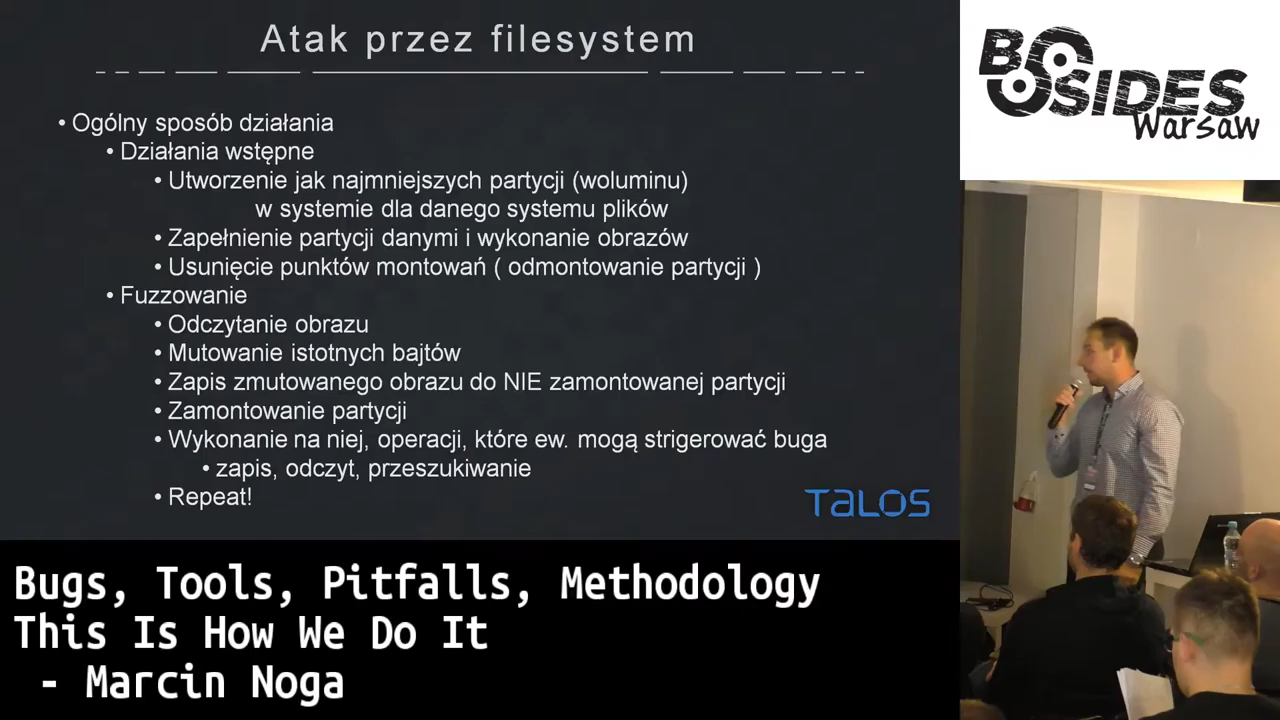 Atak przez filesystem
• Ogólny sposób działania
• Działania wstępne
• Utworzenie jak najmniejszych partycji (woluminu)
w systemie dla danego systemu plików
• Zapełnienie partycji danymi i wykonanie obrazów
• Usunięcie punktów montowań ( odmontowanie partycji )
• Fuzzowanie
• Odczytanie obrazu
• Mutowanie istotnych bajtów
• Zapis zmutowanego obrazu do NIE zamontowanej partycji
• Zamontowanie partycji
• Wykonanie na niej, operacji, które ew. mogą strigerować buga
• zapis, odczyt, przeszukiwanie
• Repeat!
TALOS
BSIDES
Warsaw
Bugs, Tools, Pitfalls, Methodology
This Is How We Do It
- Marcin Noga